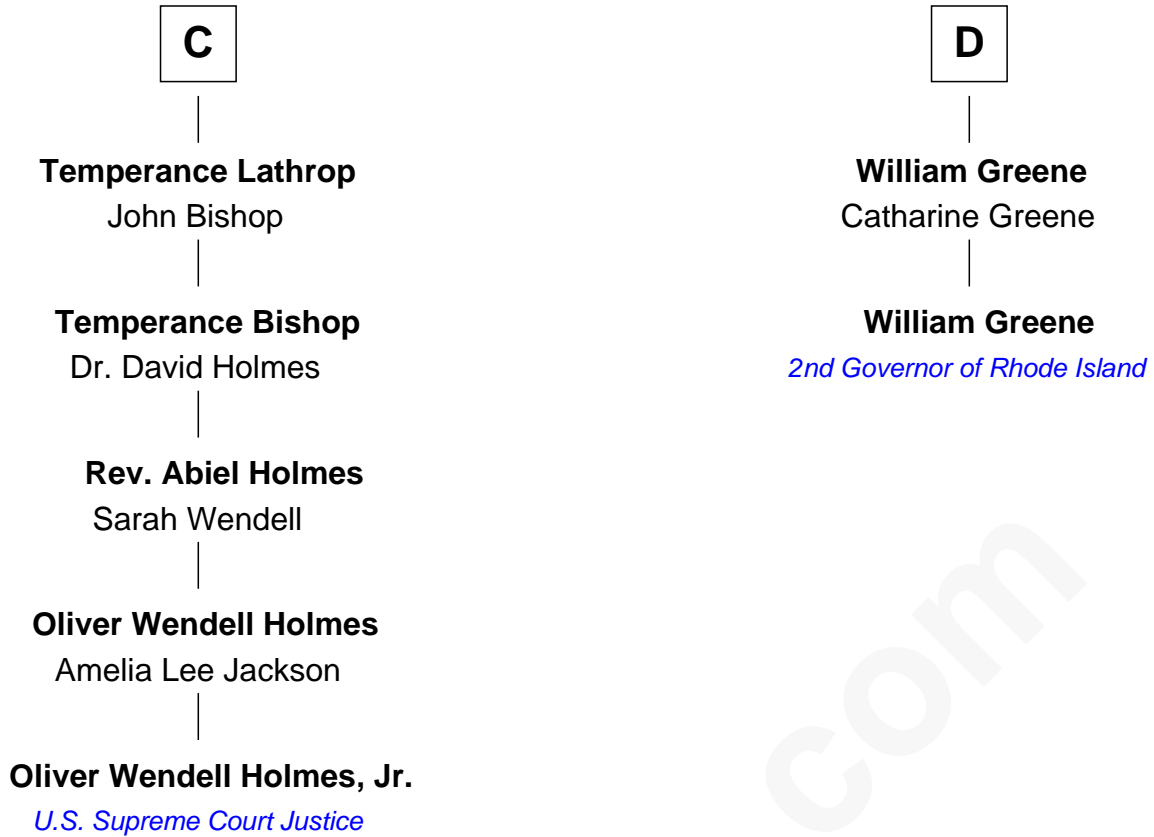 C
Temperance Lathrop
John Bishop
Temperance Bishop
Dr. David Holmes
Rev. Abiel Holmes
Sarah Wendell
Oliver Wendell Holmes
Amelia Lee Jackson
Oliver Wendell Holmes, Jr.
U.S. Supreme Court Justice
D
William Greene
Catharine Greene
William Greene
2nd Governor of Rhode Island
com